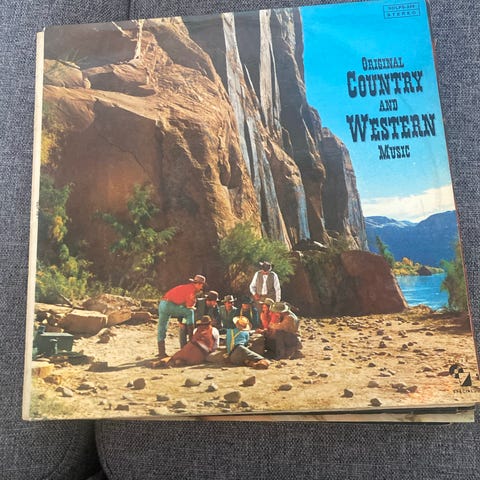 STEREO
ORIGINAL
COUNTRY
AND
WESTERN
MUSIC